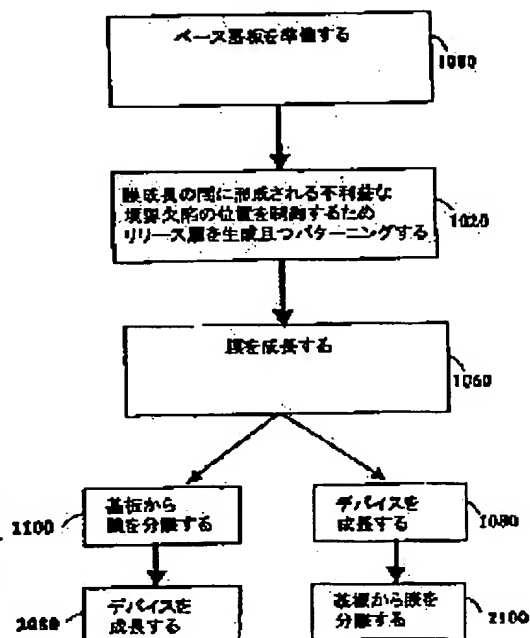 ベース基板を準備する
1000
膜成長の間に形成される不利益な
境界欠陥の位置を制御するため
リリース層を生成且つパターニングする
1020
膜を成長する
1060
基板から
膜を分離する
1100
デバイスを
成長する
1080
デバイスを
成長する
2080
基板から膜を
分離する
2100